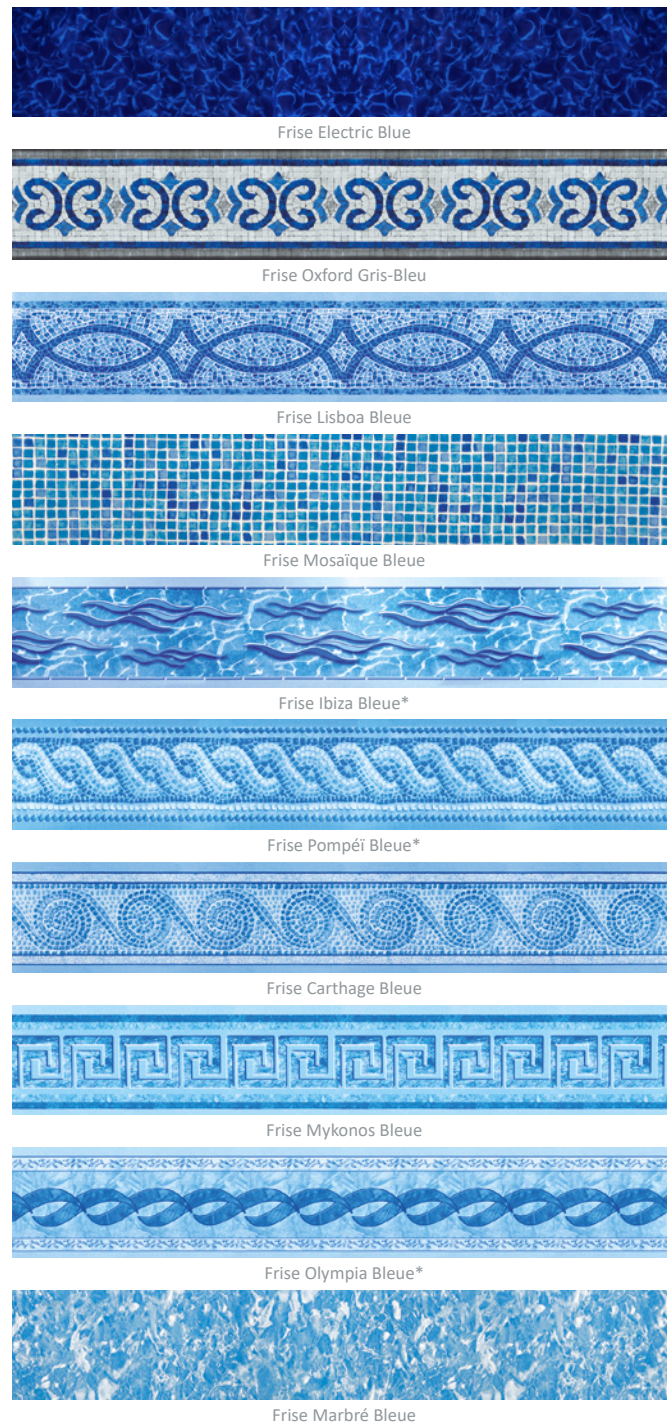 Frise Electric Blue
Frise Oxford Gris-Bleu
Frise Lisboa Bleue
Frise Mosaïque Bleue
Frise Ibiza Bleue*
Frise Pompéï Bleue*
Frise Carthage Bleue
Frise Mykonos Bleue
Frise Olympia Bleue*
Frise Marbré Bleue